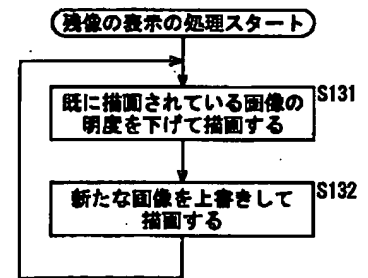 残像の表示の処理スタート
既に描画されている画像の
明度を下げて描画する
S131
新たな画像を上書きして
描画する
S132